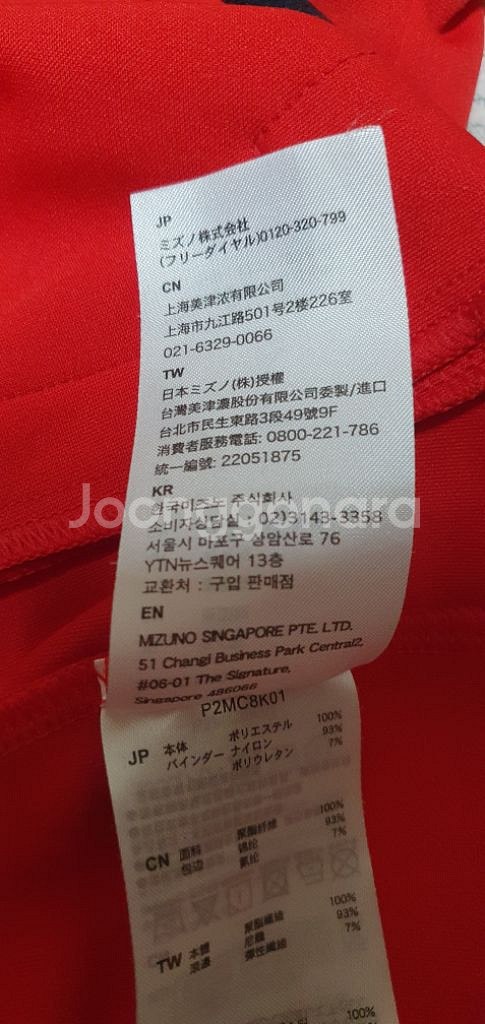 JP
ミズノ株式会社
(フリーダイヤル)0120-320-799
CN
上海美津浓有限公司
上海市九江路501号2楼226室
021-6329-0066
TW
日本ミズノ(株)授權
台灣美津濃股份有限公司委製/進口
台北市民生東路3段49號9F
消費者服務電話: 0800-221-786
統一編號: 22051875
KR
한국미즈노 주식회사
소비자상담실 : 02)3143-3358
서울시 마포구 상암산로 76
YTN뉴스퀘어 13층
교환처 : 구입 판매점
EN
MIZUNO SINGAPORE PTE. LTD.
51 Changi Business Park Central2,
#06-01 The Signature,
Singapore 486066
Joonggonara
P2MC8K01
JP 本体 ポリエステル 100%
バインダー ナイロン 93%
ポリウレタン 7%
CN 面料 聚酯纤维 100%
包边 锦纶 93%
氨纶 7%
TW 本體 聚酯纖維 100%
滾邊 尼龍 93%
彈性纖維 7%
100%